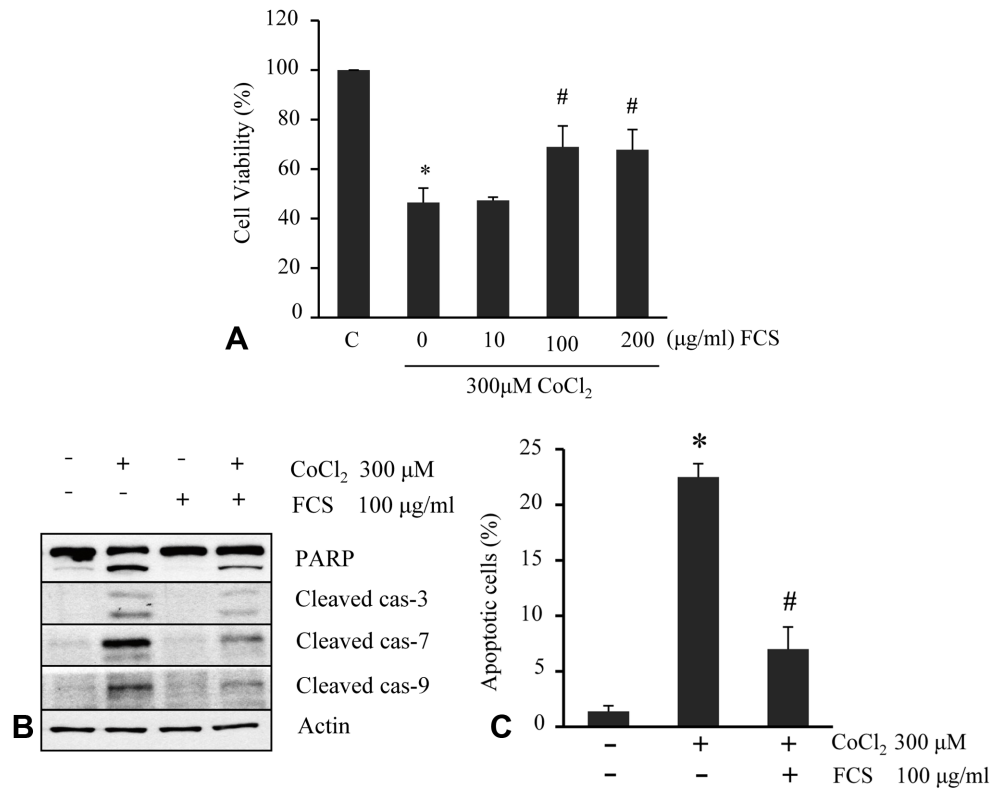 120
100
80
60
40
20
0
Cell Viability (%)
*
#
#
C 0 10 100 200 (μg/ml) FCS
300μM CoCl₂
A
- + - + CoCl₂ 300 μM
- - + + FCS 100 μg/ml
PARP
Cleaved cas-3
Cleaved cas-7
Cleaved cas-9
Actin
B
25
20
15
10
5
0
Apoptotic cells (%)
*
#
- + + CoCl₂ 300 μM
- - + FCS 100 μg/ml
C